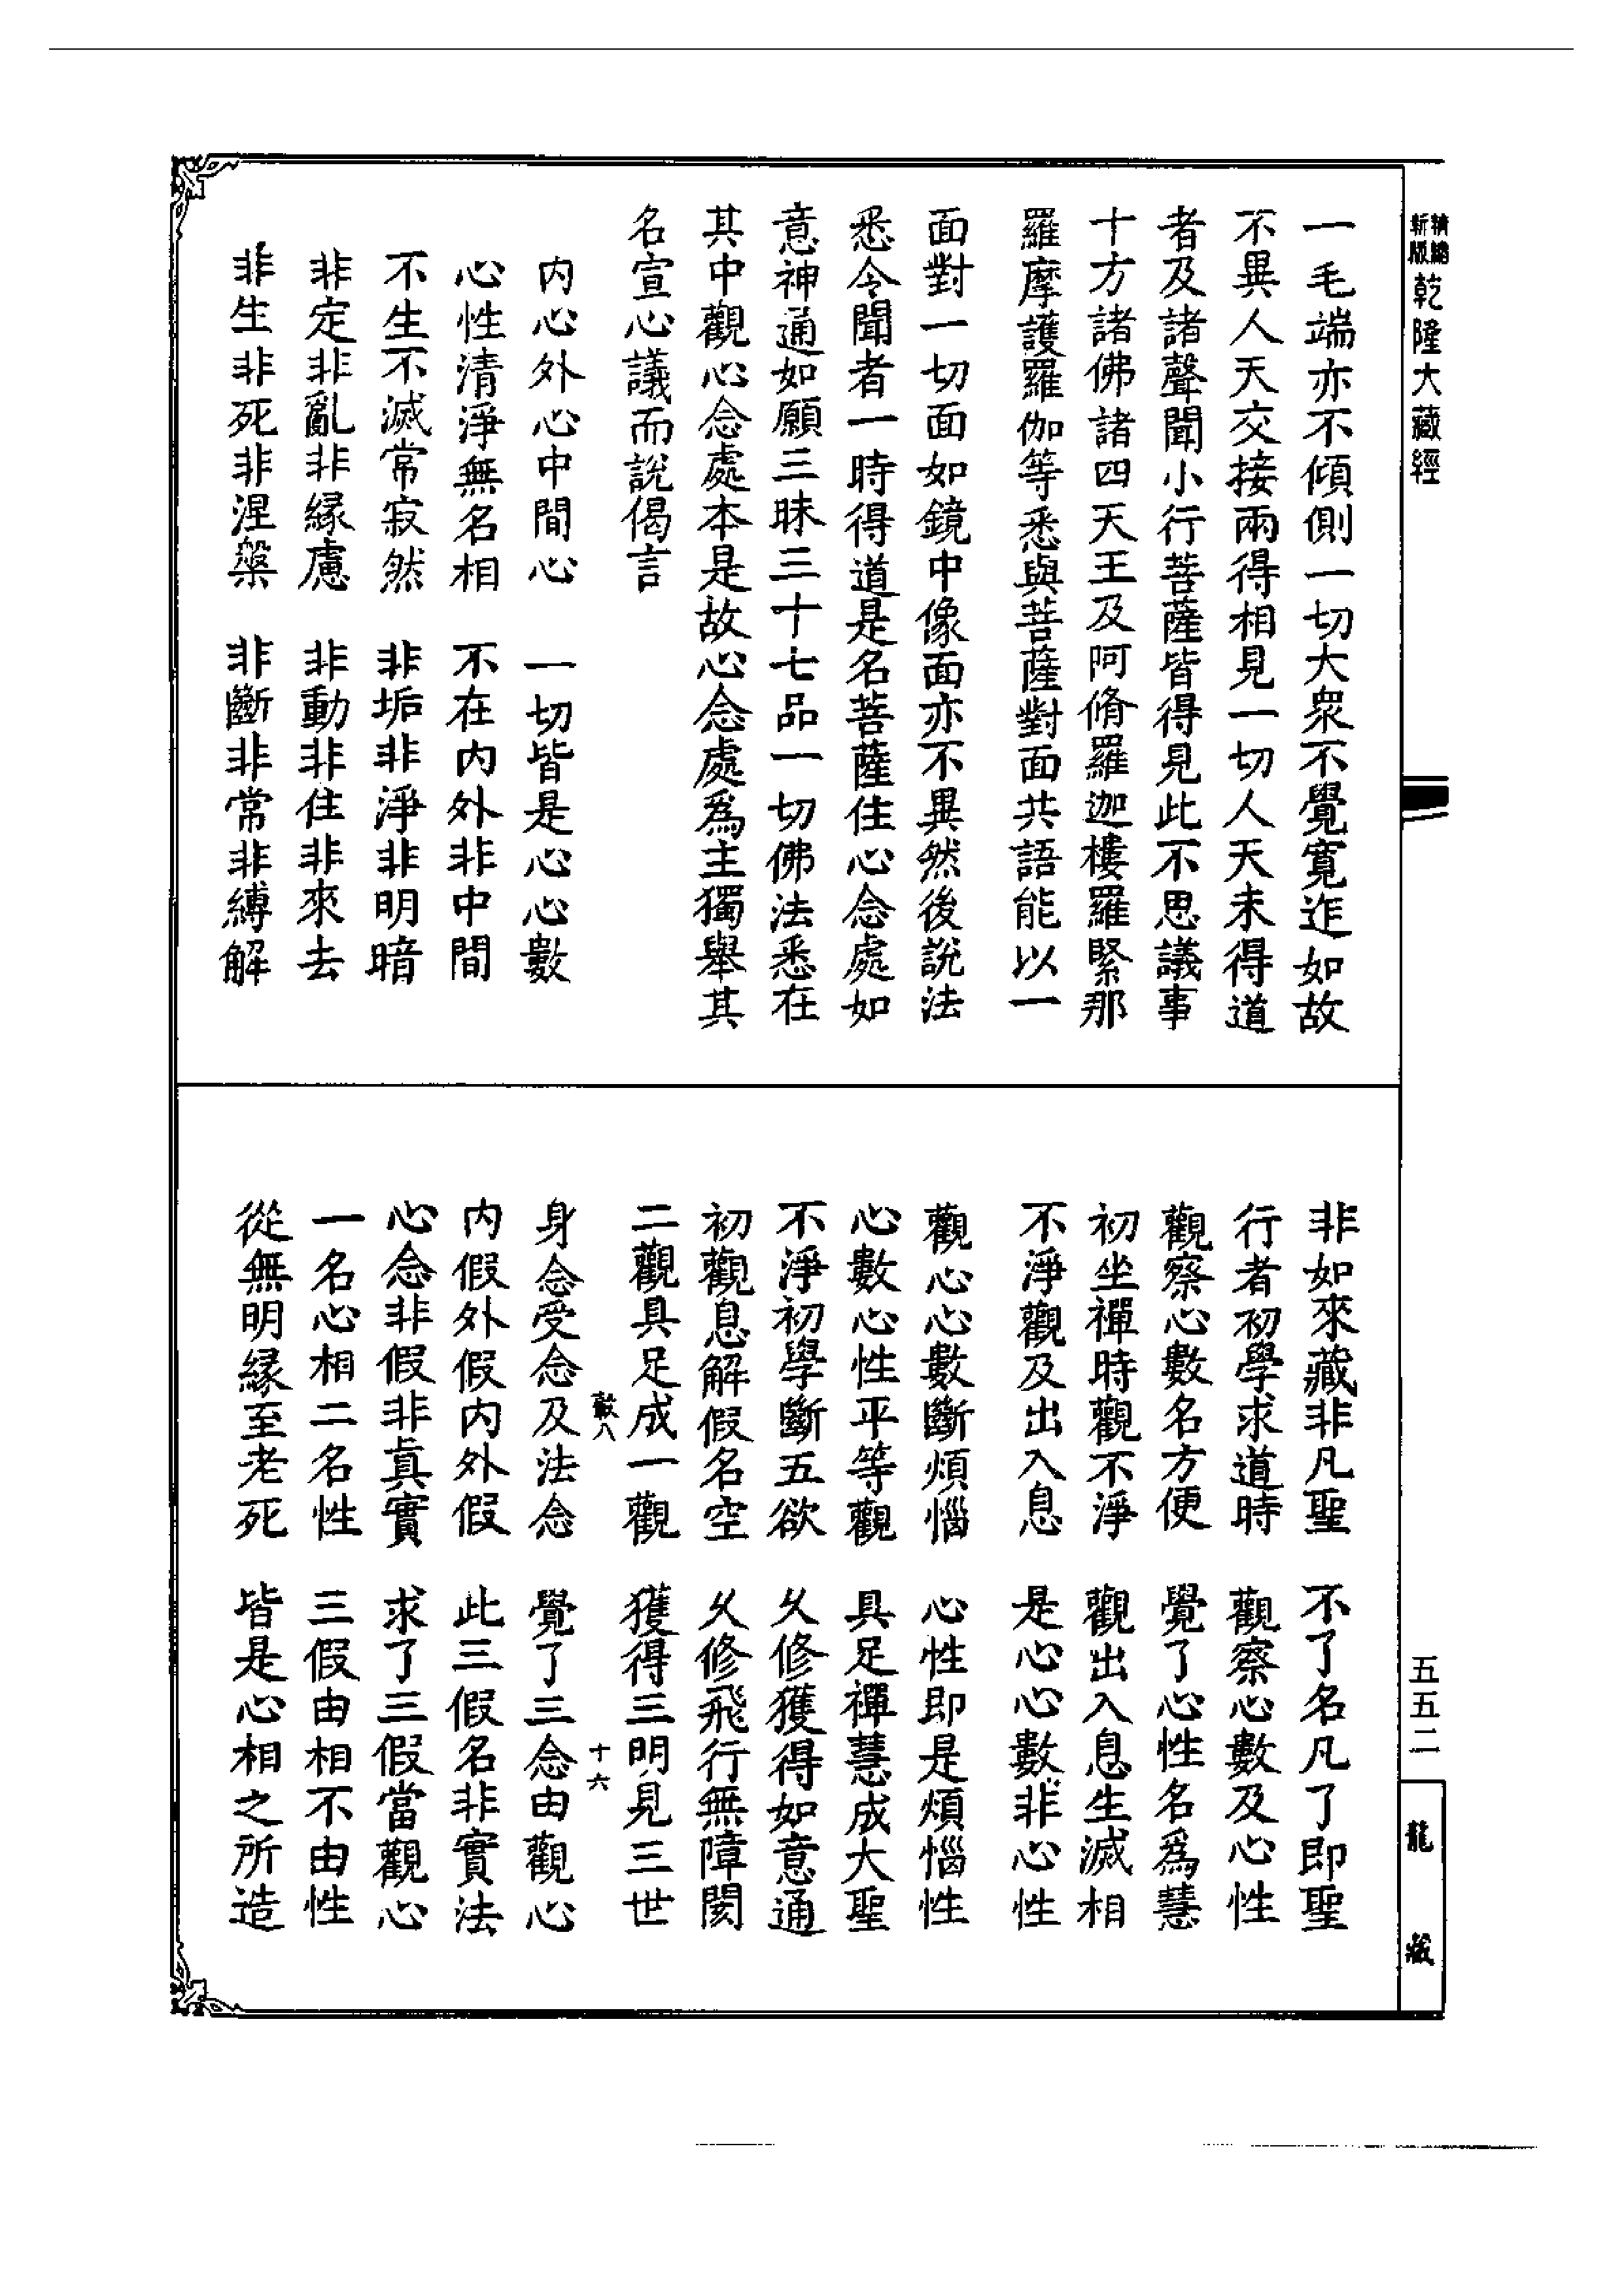 精縮
新版
乾隆大藏經
一毛端亦不傾側一切大眾不覺寬迮如故
不異人天交接兩得相見一切人天未得道
者及諸聲聞小行菩薩皆得見此不思議事
十方諸佛諸四天王及阿脩羅迦樓羅緊那
羅摩護羅伽等悉與菩薩對面共語能以一
面對一切面如鏡中像面亦不異然後說法
悉令聞者一時得道是名菩薩住心念處如
意神通如願三昧三十七品一切佛法悉在
其中觀心念處本是故心念處爲主獨舉其
名宣心議而說偈言
内心外心中間心 一切皆是心心數
心性清淨無名相 不在内外非中間
不生不滅常寂然 非垢非淨非明暗
非定非亂非緣慮 非動非住非來去
非生非死非涅槃 非斷非常非縛解
非如來藏非凡聖 不了名凡了即聖
行者初學求道時 觀察心數及心性
觀察心數名方便 覺了心性名爲慧
初坐禪時觀不淨 觀出入息生滅相
不淨觀及出入息 是心心數非心性
觀心心數斷煩惱 心性即是煩惱性
心數心性平等觀 具足禪慧成大聖
不淨初學斷五欲 久修獲得如意通
初觀息解假名空 久修飛行無障閡
二觀具足成一觀 獲得三明見三世
十六
身念受念及法念 覺了三念由觀心
内假外假内外假 此三假名非實法
心念非假非真實 求了三假當觀心
一名心相二名性 三假由相不由性
從無明緣至老死 皆是心相之所造
五五二
龍藏